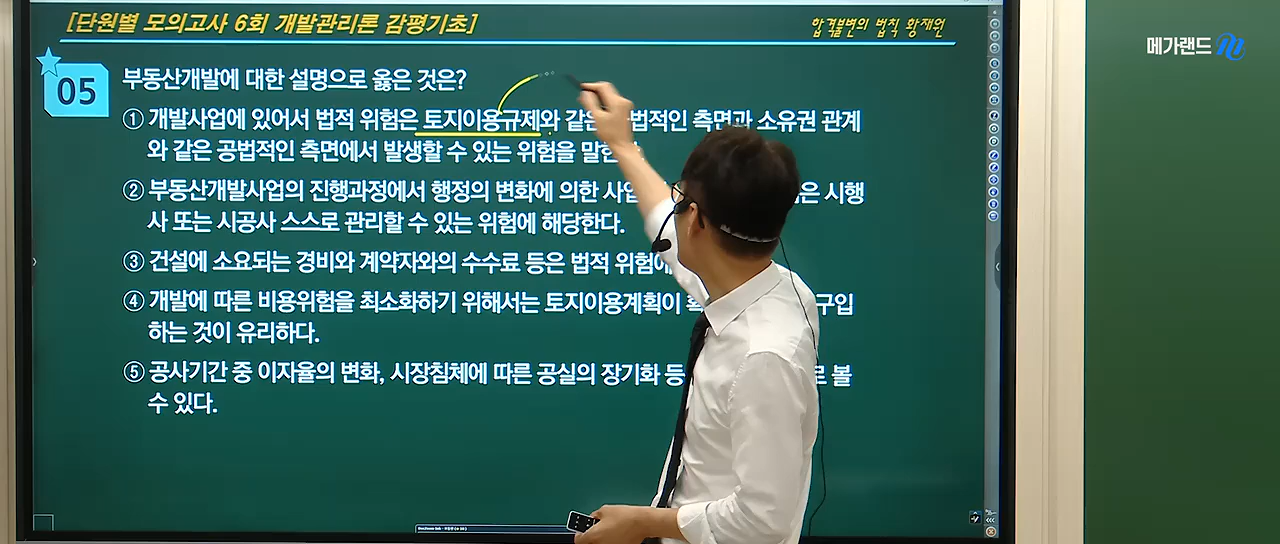 [단원별 모의고사 6회 개발관리론 감평기초]
합격불변의 법칙 황재원
메가랜드
05
부동산개발에 대한 설명으로 옳은 것은?
① 개발사업에 있어서 법적 위험은 토지이용규제와 같은 법적인 측면과 소유권 관계
와 같은 공법적인 측면에서 발생할 수 있는 위험을
② 부동산개발사업의 진행과정에서 행정의 변화에 의한 시행
사 또는 시공사 스스로 관리할 수 있는 위험에 해당한다.
③ 건설에 소요되는 경비와 계약자와의 수수료 등은 법적 위험에
④ 개발에 따른 비용위험을 최소화하기 위해서는 토지이용계획이 구입
하는 것이 유리하다.
⑤ 공사기간 중 이자율의 변화, 시장침체에 따른 공실의 장기화 등 볼
수 있다.